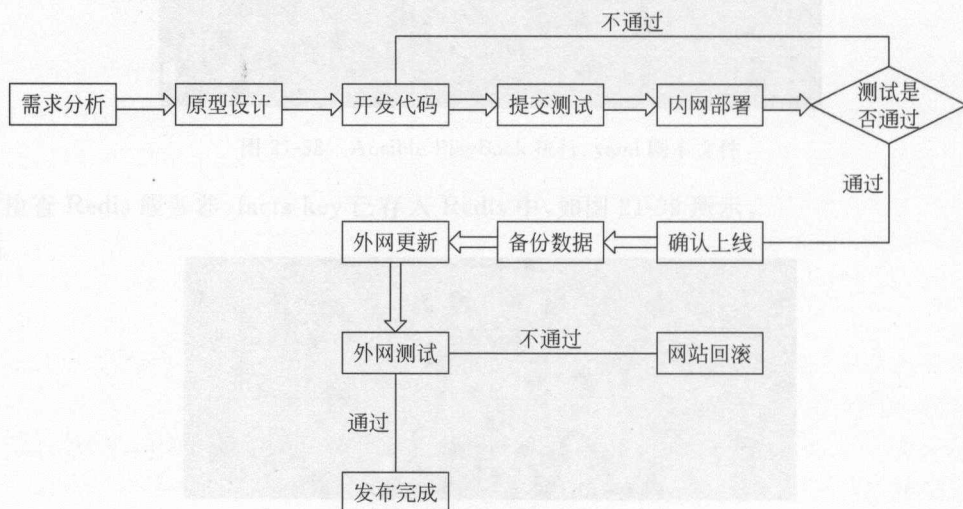 不通过
需求分析 原型设计 开发代码 提交测试 内网部署 测试是
否通过
通过
外网更新 备份数据 确认上线
外网测试 不通过 网站回滚
通过
发布完成